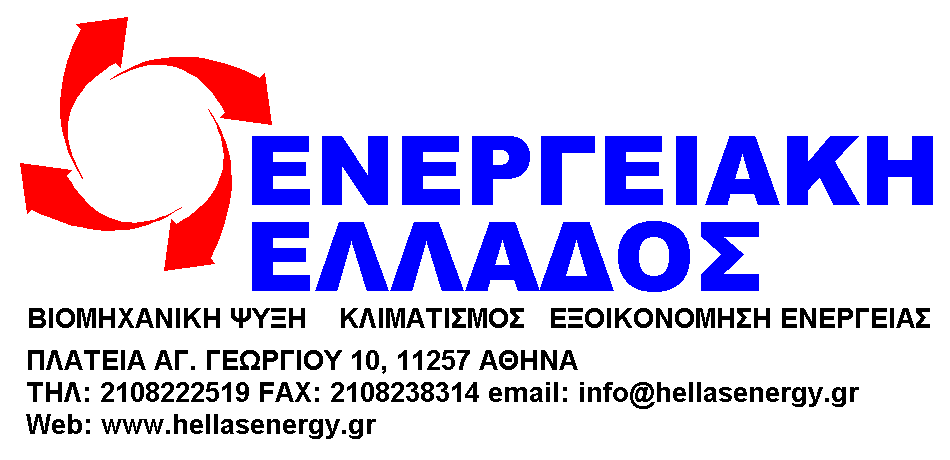 ΕΝΕΡΓΕΙΑΚΗ
ΕΛΛΑΔΟΣ
ΒΙΟΜΗΧΑΝΙΚΗ ΨΥΞΗ ΚΛΙΜΑΤΙΣΜΟΣ ΕΞΟΙΚΟΝΟΜΗΣΗ ΕΝΕΡΓΕΙΑΣ
ΠΛΑΤΕΙΑ ΑΓ. ΓΕΩΡΓΙΟΥ 10, 11257 ΑΘΗΝΑ
ΤΗΛ: 2108222519 FAX: 2108238314 email: info@hellasenergy.gr
Web: www.hellasenergy.gr